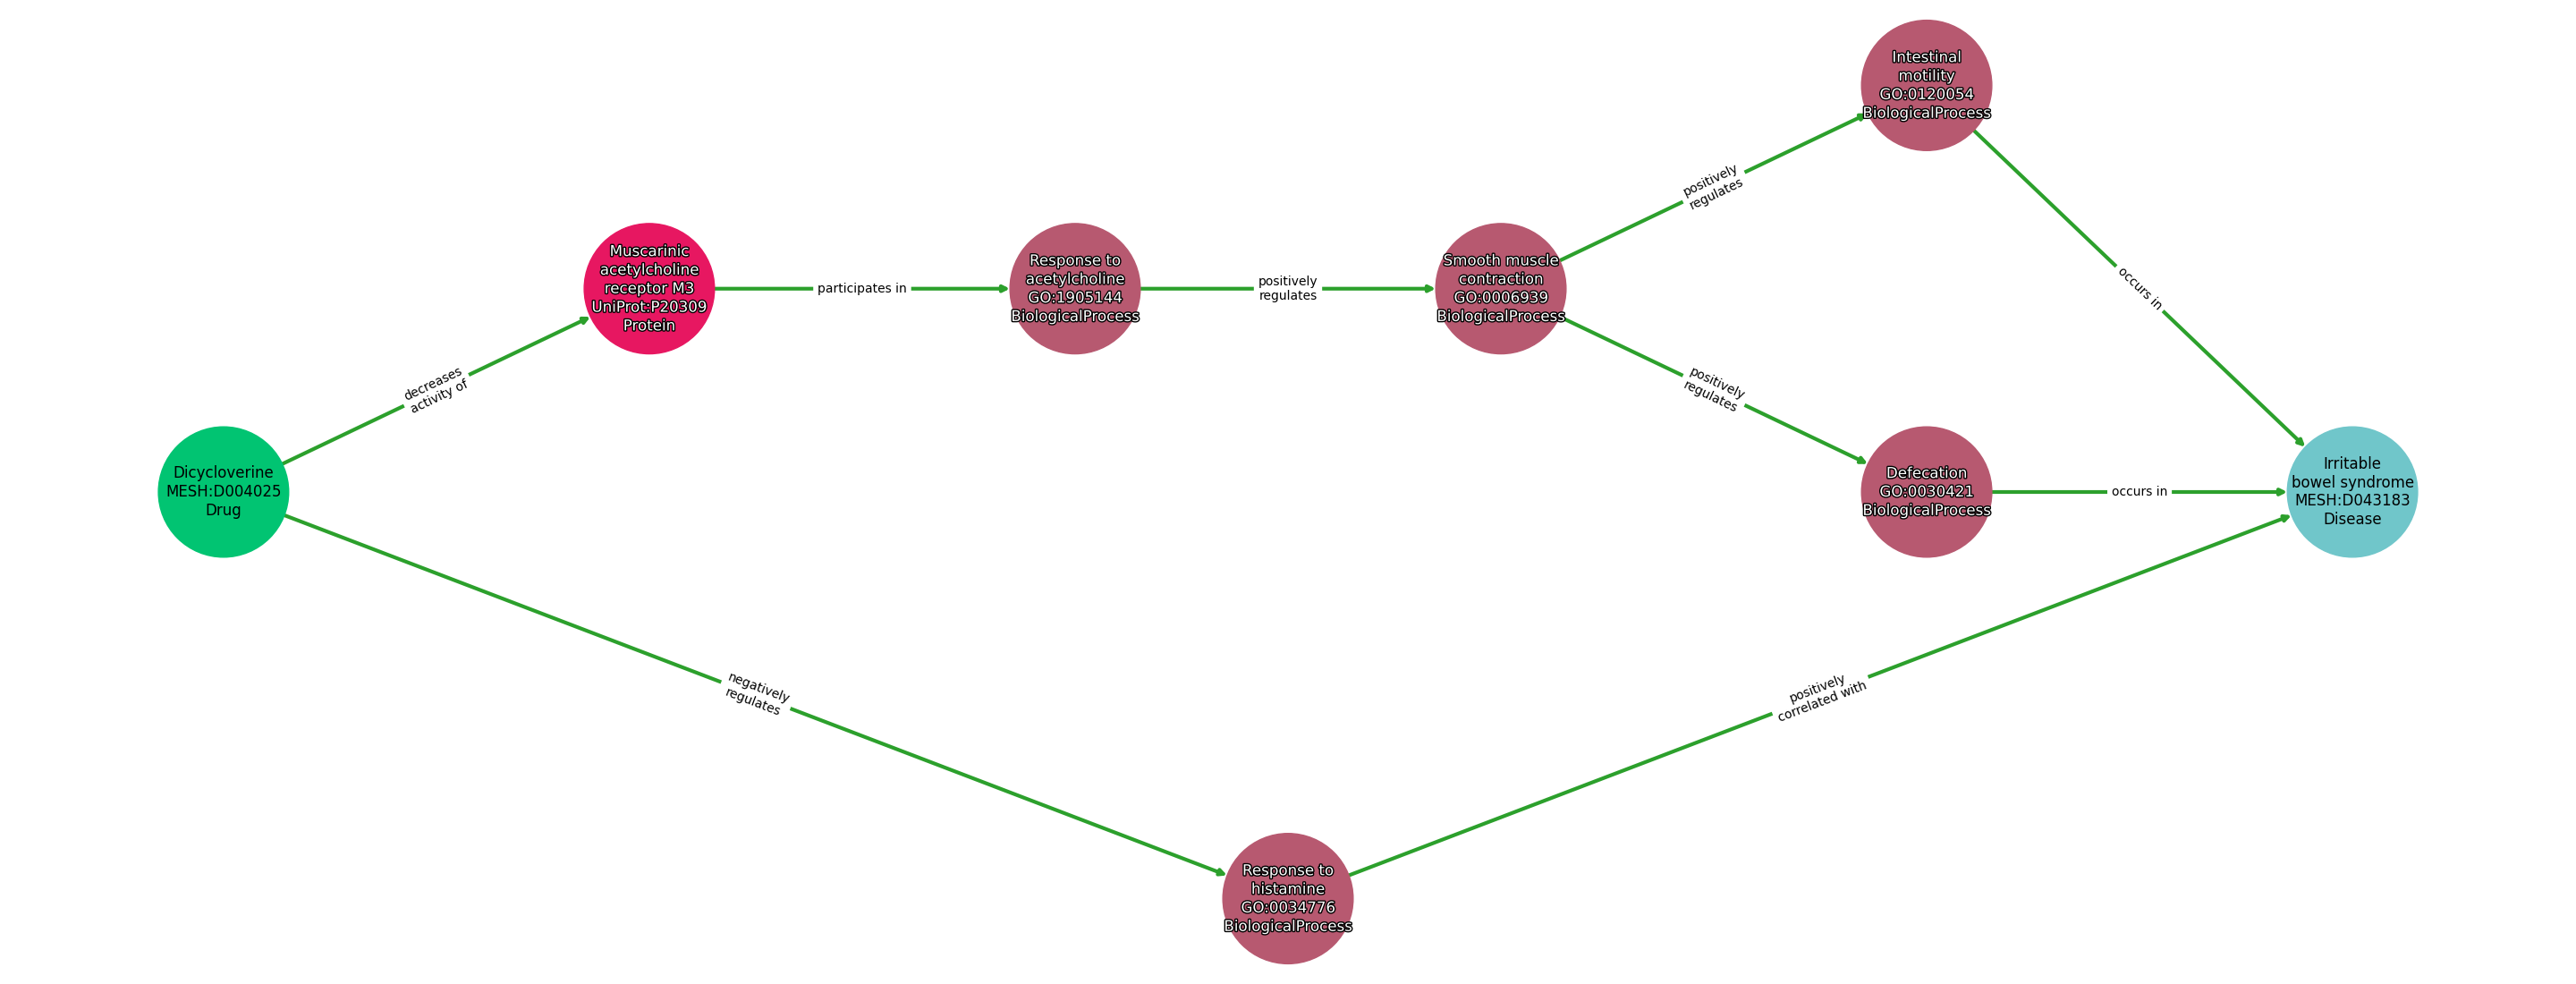 Intestinal
motility
GO:0120054
BiologicalProcess
positively
regulates
Muscarinic
acetylcholine
receptor M3
UniProt:P20309
Protein
participates in
Response to
acetylcholine
GO:1905144
BiologicalProcess
positively
regulates
Smooth muscle
contraction
GO:0006939
BiologicalProcess
occurs in
decreases
activity of
positively
regulates
Dicycloverine
MESH:D004025
Drug
Defecation
GO:0030421
BiologicalProcess
occurs in
Irritable
bowel syndrome
MESH:D043183
Disease
negatively
regulates
positively
correlated with
Response to
histamine
GO:0034776
BiologicalProcess